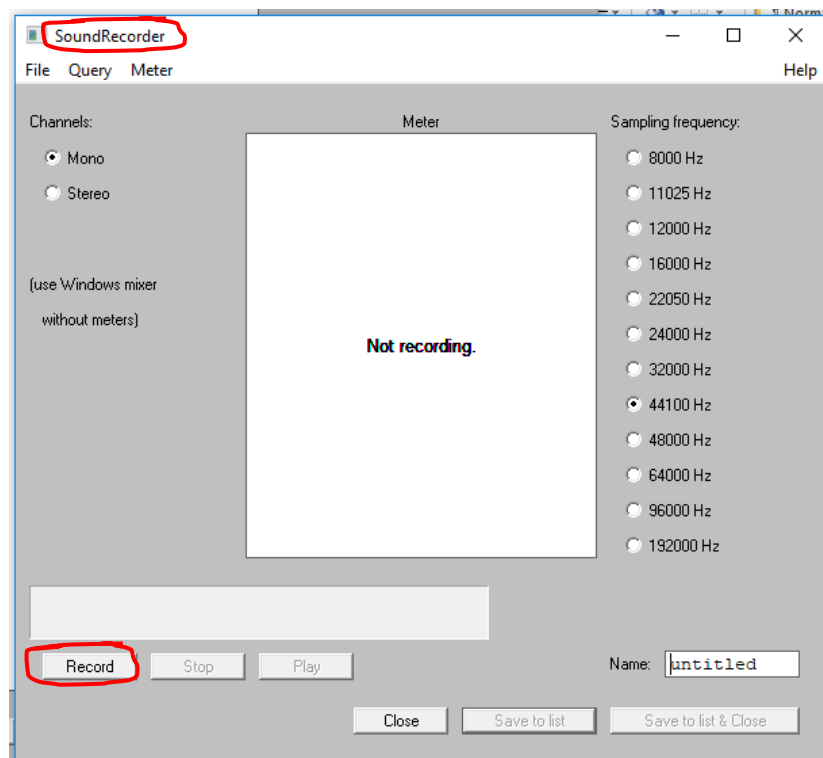 SoundRecorder
File Query Meter Help
Channels:
Mono
Stereo
(use Windows mixer
without meters)
Meter
Not recording.
Sampling frequency:
8000 Hz
11025 Hz
12000 Hz
16000 Hz
22050 Hz
24000 Hz
32000 Hz
44100 Hz
48000 Hz
64000 Hz
96000 Hz
192000 Hz
Record Stop Play
Name: untitled
Close Save to list Save to list & Close